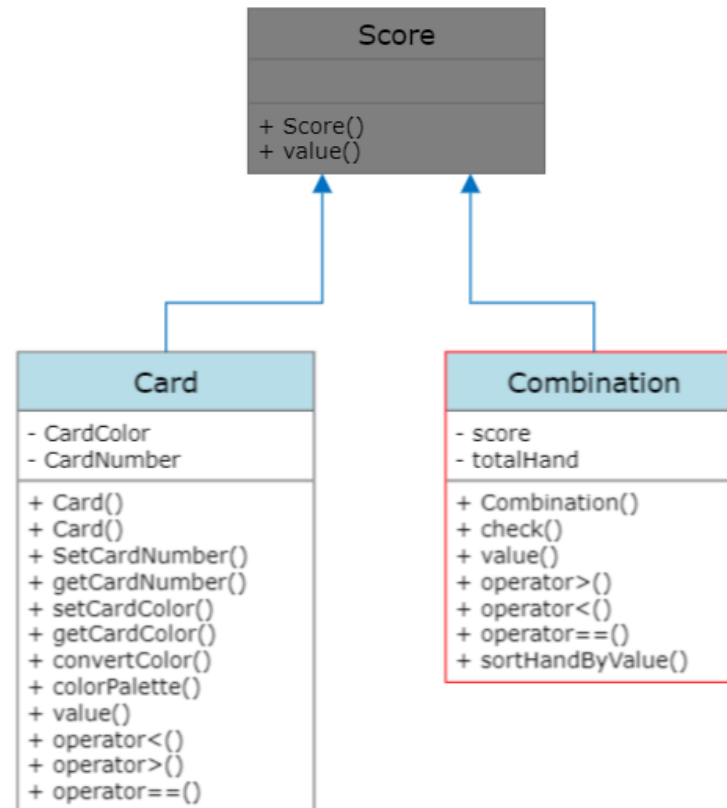 Score
+ Score()
+ value()
Card
- CardColor
- CardNumber
+ Card()
+ Card()
+ SetCardNumber()
+ getCardNumber()
+ setCardColor()
+ getCardColor()
+ convertColor()
+ colorPalette()
+ value()
+ operator<()
+ operator>()
+ operator==()
Combination
- score
- totalHand
+ Combination()
+ check()
+ value()
+ operator>()
+ operator<()
+ operator==()
+ sortHandByValue()